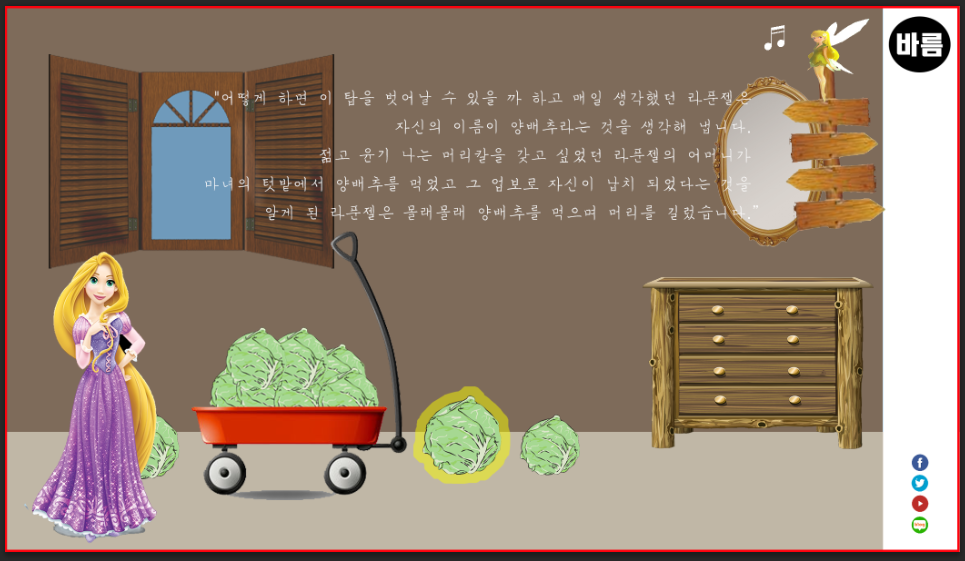 바름
"어떻게 하면 이 탑을 벗어날 수 있을 까 하고 매일 생각했던 라푼젤은
자신의 이름이 양배추라는 것을 생각해 냅니다.
젊고 윤기 나는 머리칼을 갖고 싶었던 라푼젤의 어머니가
마녀의 텃밭에서 양배추를 먹었고 그 업보로 자신이 납치 되었다는 것을
알게 된 라푼젤은 몰래몰래 양배추를 먹으며 머리를 길렀습니다."